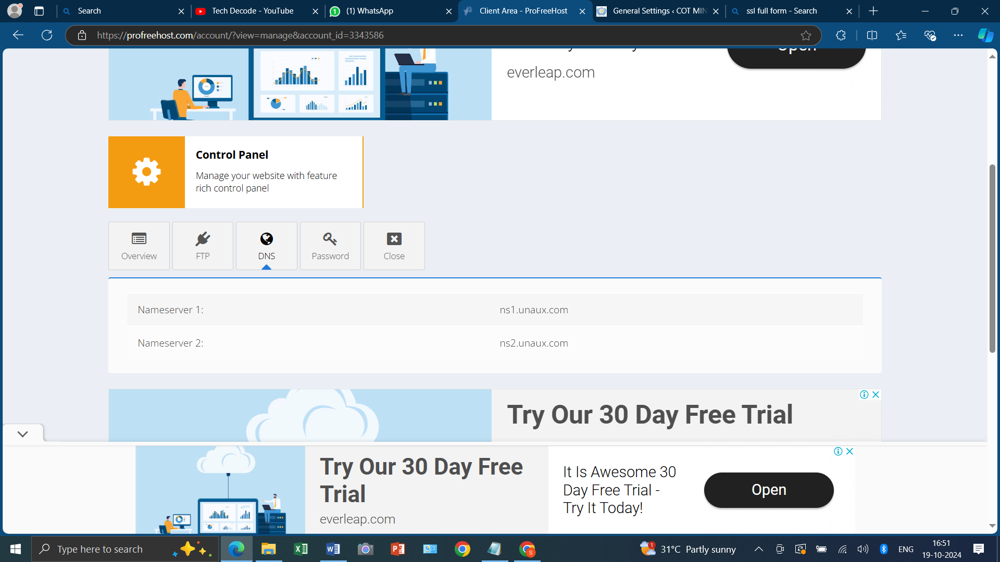 Search
Tech Decode - YouTube
(1) WhatsApp
Client Area - ProFreeHost
General Settings ‹ COT MIN
ssl full form - Search
https://profreehost.com/account/?view=manage&account_id=3343586
Open
everleap.com
Control Panel
Manage your website with feature
rich control panel
Overview
FTP
DNS
Password
Close
Nameserver 1:
ns1.unaux.com
Nameserver 2:
ns2.unaux.com
Try Our 30 Day Free Trial
Try Our 30 Day Free
Trial
everleap.com
It Is Awesome 30
Day Free Trial -
Try It Today!
Open
Type here to search
1
31°C Partly sunny
ENG
16:51
19-10-2024